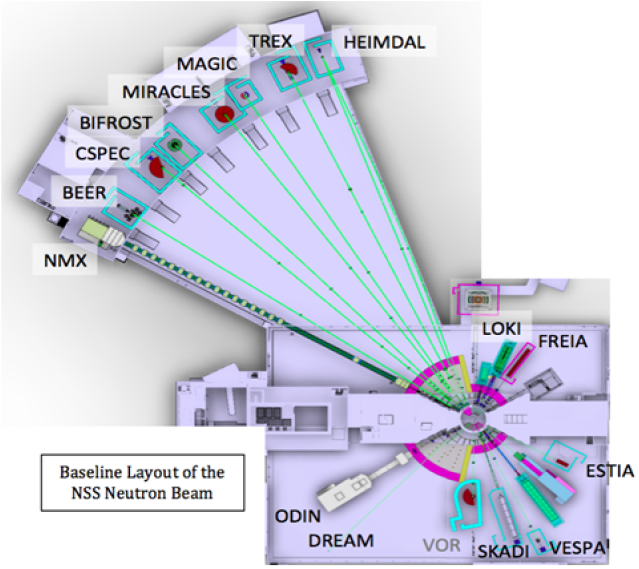 TREX
HEIMDAL
MAGIC
MIRACLES
BIFROST
CSPEC
BEER
NMX
LOKI
FREIA
ESTIA
Baseline Layout of the
NSS Neutron Beam
ODIN
DREAM
VOR
SKADI
VESPA